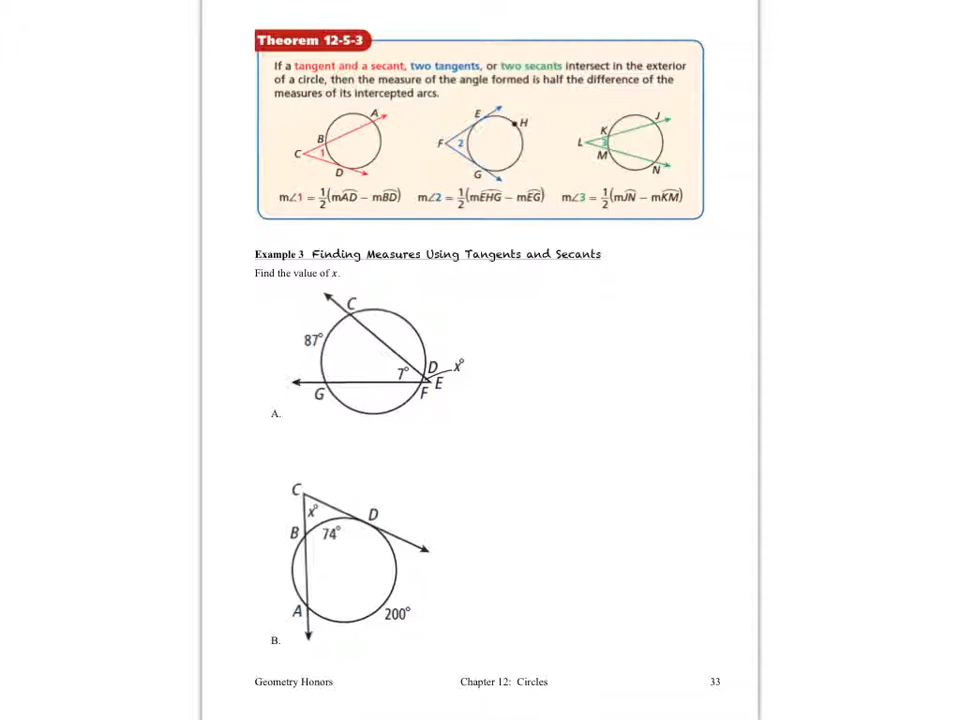 Theorem 12-5-3
If a tangent and a secant, two tangents, or two secants intersect in the exterior
of a circle, then the measure of the angle formed is half the difference of the
measures of its intercepted arcs.
A
B
C
1
D
E
H
F
2
G
J
K
L
3
M
N
m∠1 = 1/2(mAD − mBD) m∠2 = 1/2(mEHG − mEG) m∠3 = 1/2(mJN − mKM)
Example 3 Finding Measures Using Tangents and Secants
Find the value of x.
C
87°
7° D x°
E
G F
A.
C
x°
D
B 74°
A 200°
B.
Geometry Honors Chapter 12: Circles 33